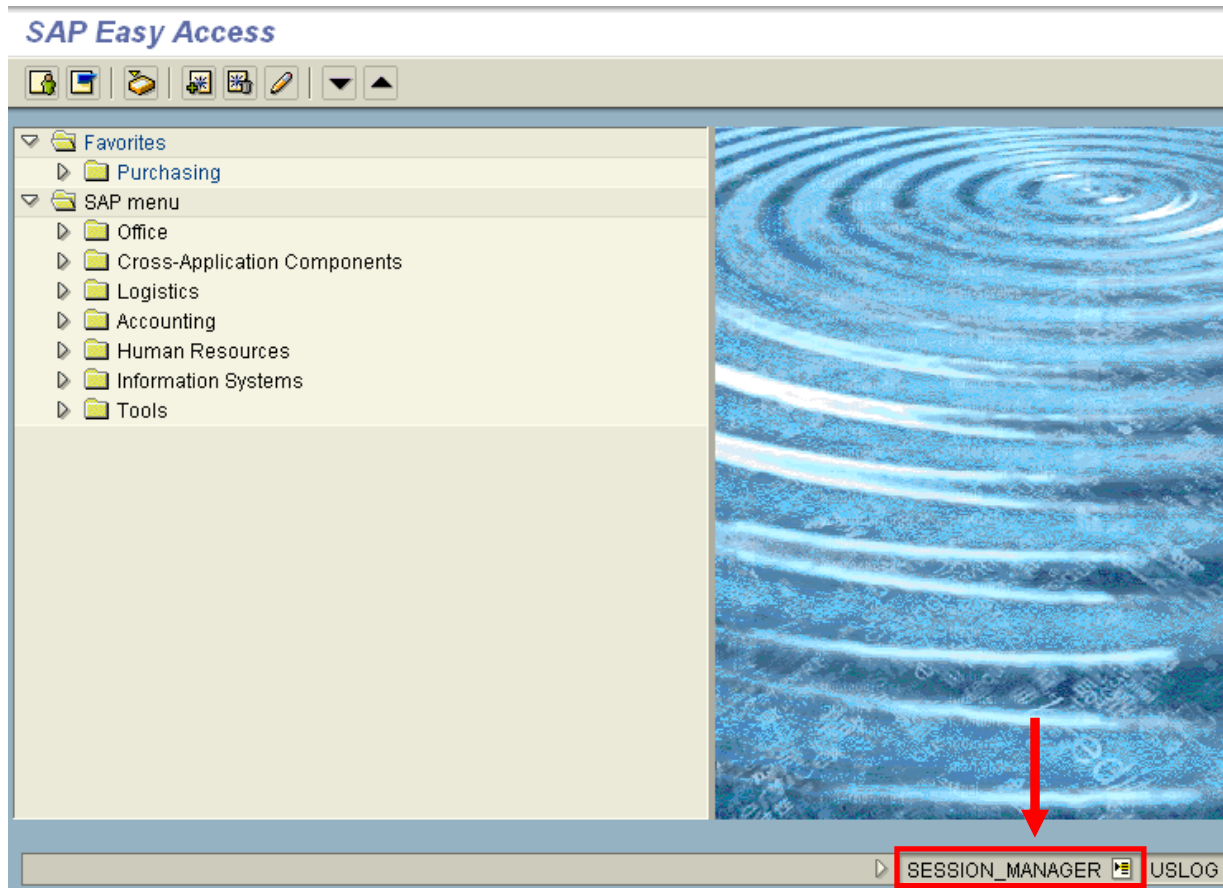 SAP Easy Access
Favorites
Purchasing
SAP menu
Office
Cross-Application Components
Logistics
Accounting
Human Resources
Information Systems
Tools
SESSION_MANAGER USLOG